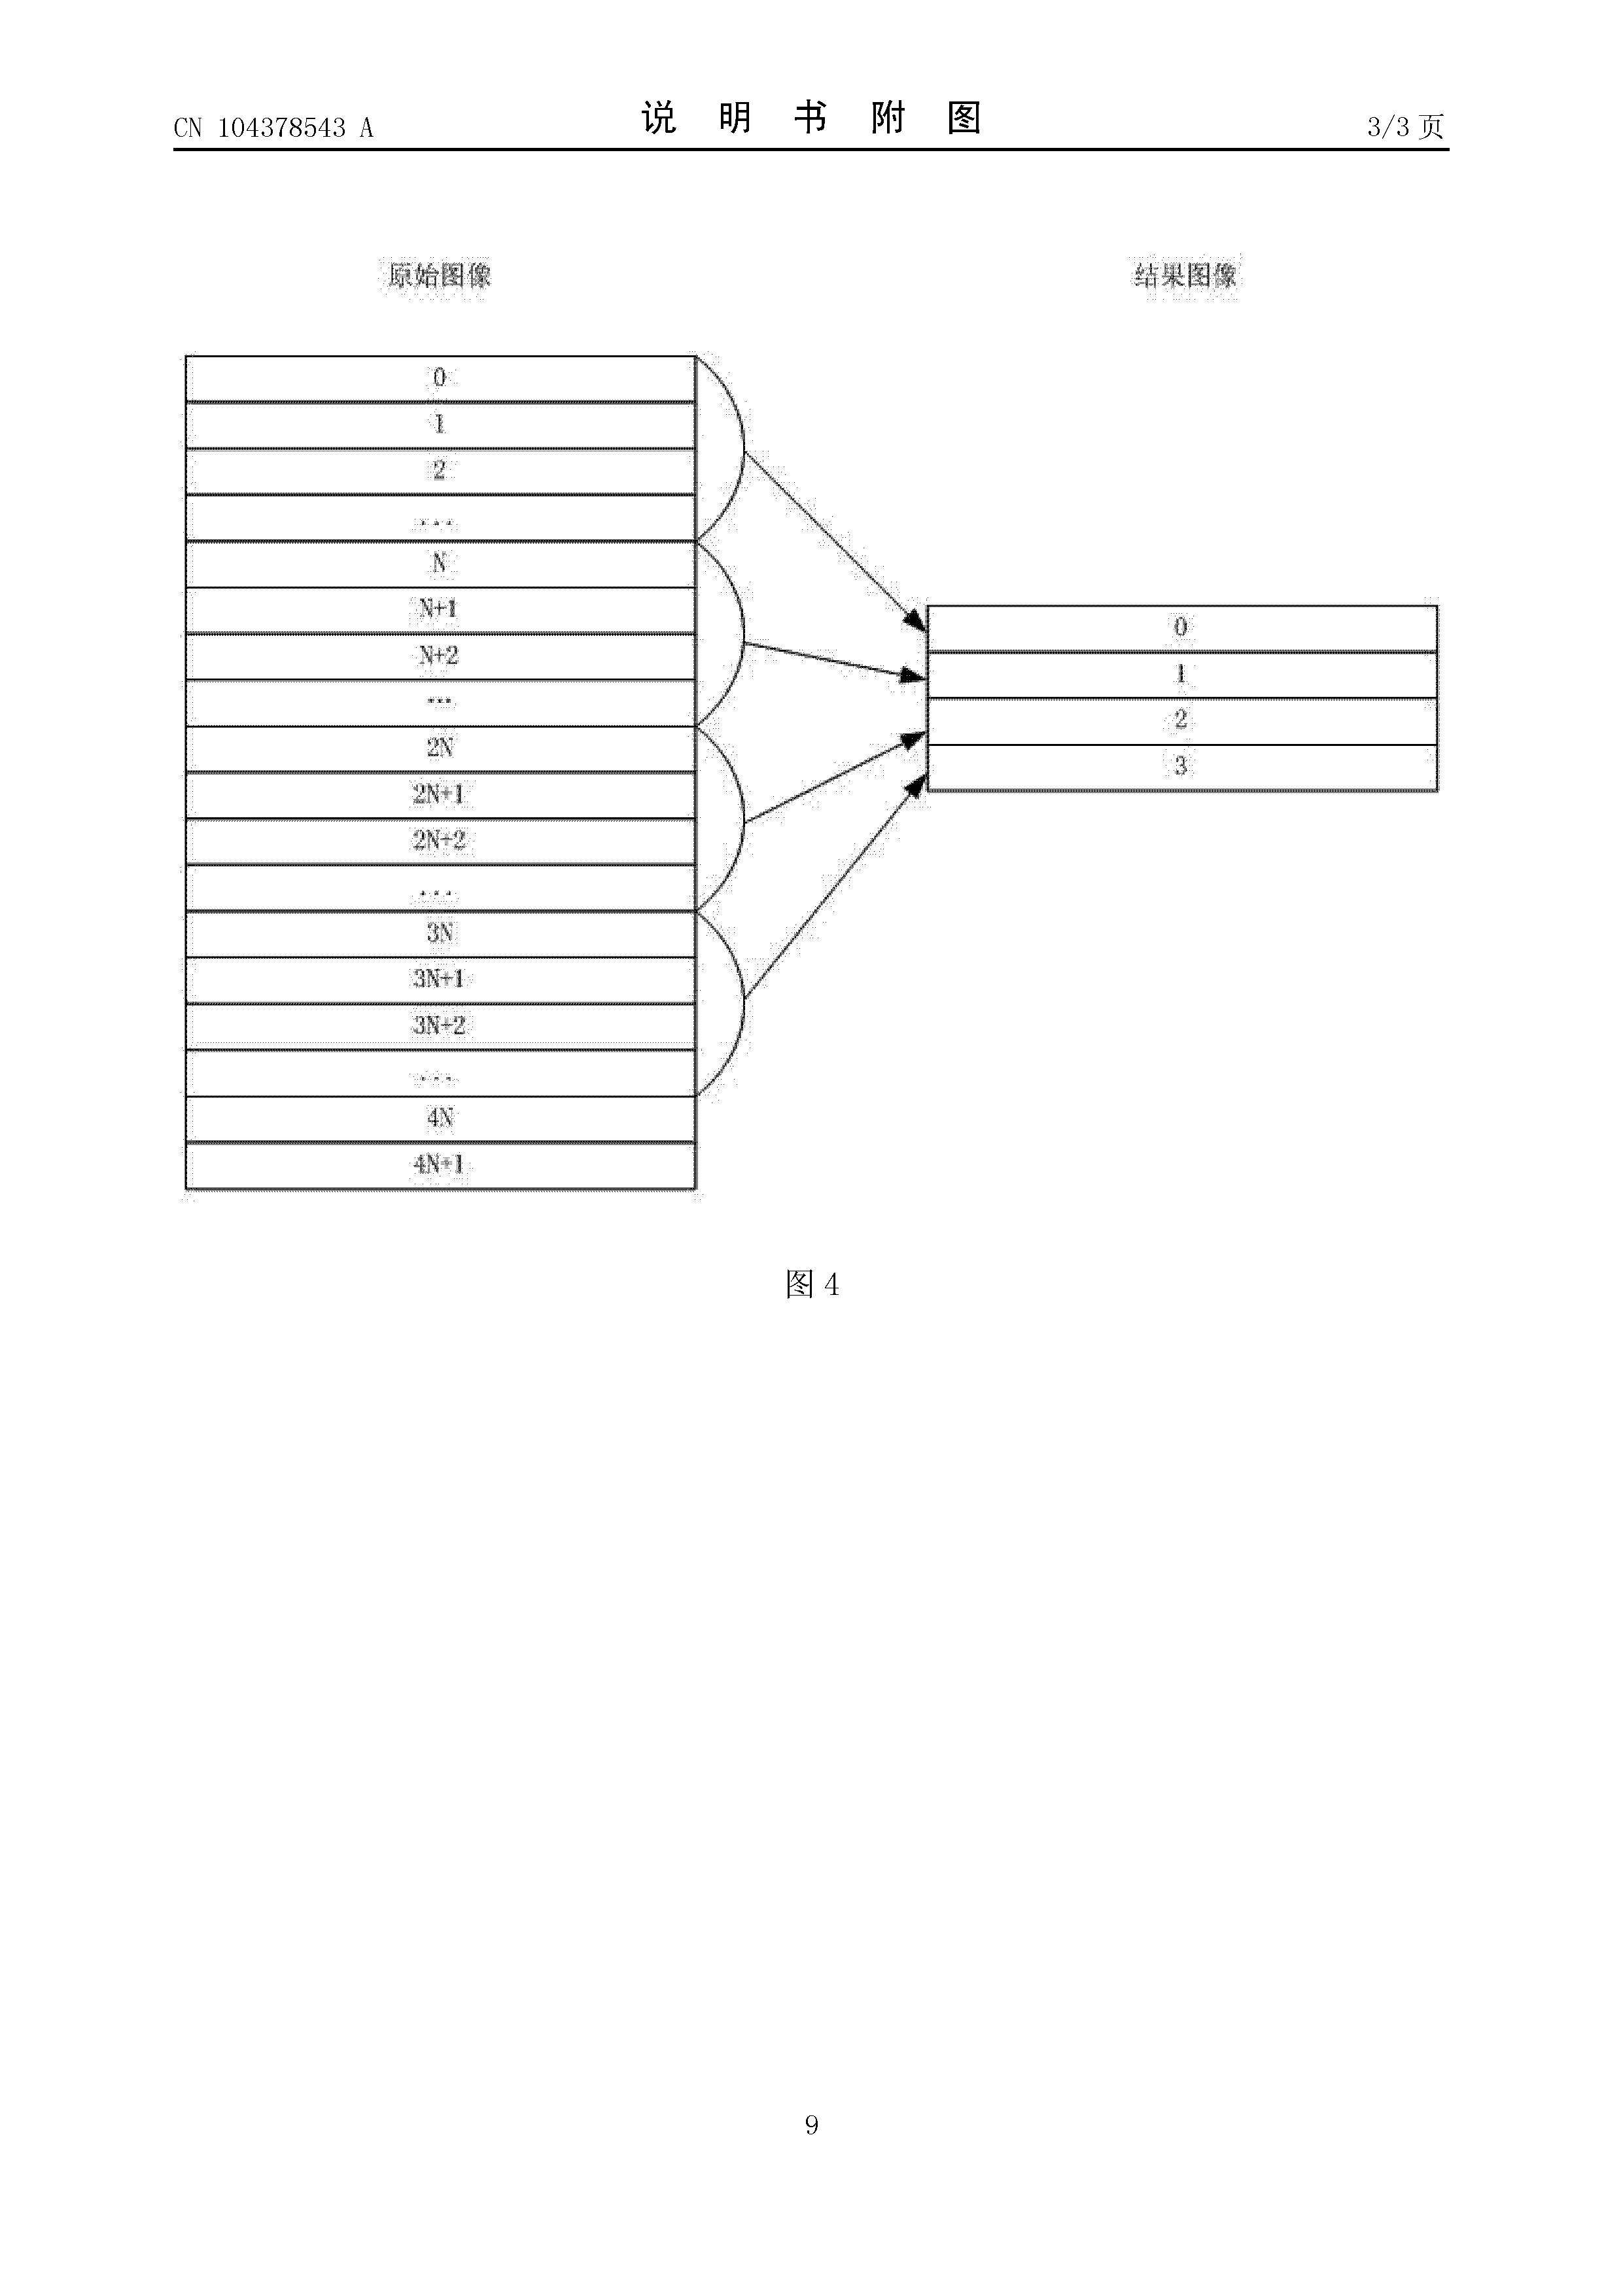 CN 104378543 A 说 明 书 附 图 3/3 页
原始图像 结果图像
0
1
2
...
N
N+1
N+2
...
2N
2N+1
2N+2
...
3N
3N+1
3N+2
...
4N
4N+1
0
1
2
3
图 4
9